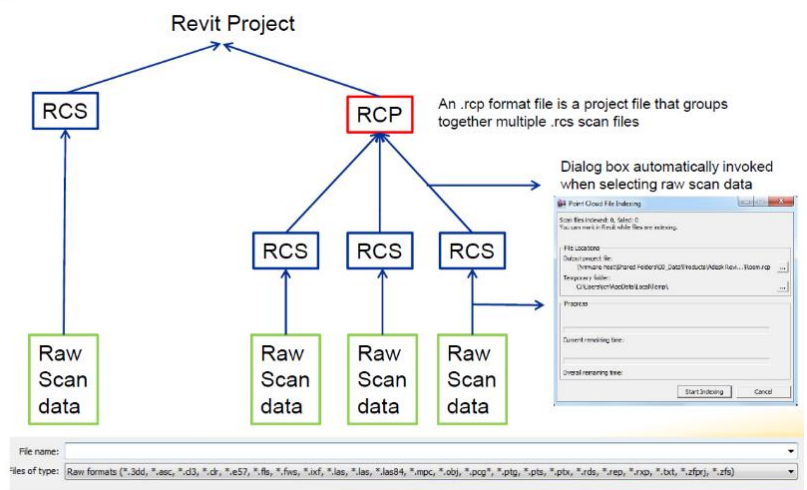 Revit Project
RCS
RCP
An .rcp format file is a project file that groups
together multiple .rcs scan files
Dialog box automatically invoked
when selecting raw scan data
Point Cloud File Indexing
Scan files indexed: 0, failed: 0
You can work in Revit while files are indexing.
File Locations
Output project file:
Temporary folder:
Progress
Current remaining time:
Overall remaining time:
Start Indexing
Cancel
RCS
RCS
RCS
Raw
Scan
data
Raw
Scan
data
Raw
Scan
data
Raw
Scan
data
File name:
Files of type: Raw formats (*.3dd, *.asc, *.cl3, *.clr, *.e57, *.fls, *.fws, *.ixf, *.las, *.las, *.las84, *.mpc, *.obj, *.pcg*, *.ptg, *.pts, *.ptx, *.rds, *.rep, *.rxp, *.txt, *.zfprj, *.zfs)